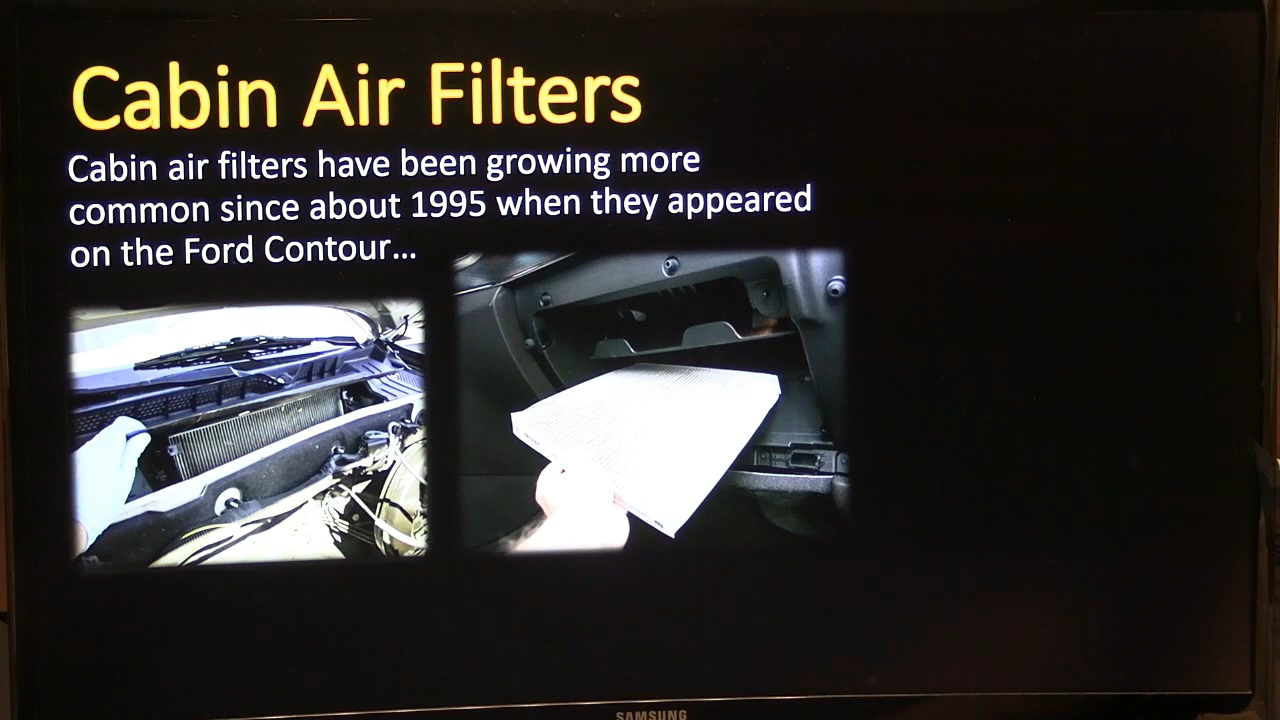 Cabin Air Filters
Cabin air filters have been growing more
common since about 1995 when they appeared
on the Ford Contour...
SAMSUNG